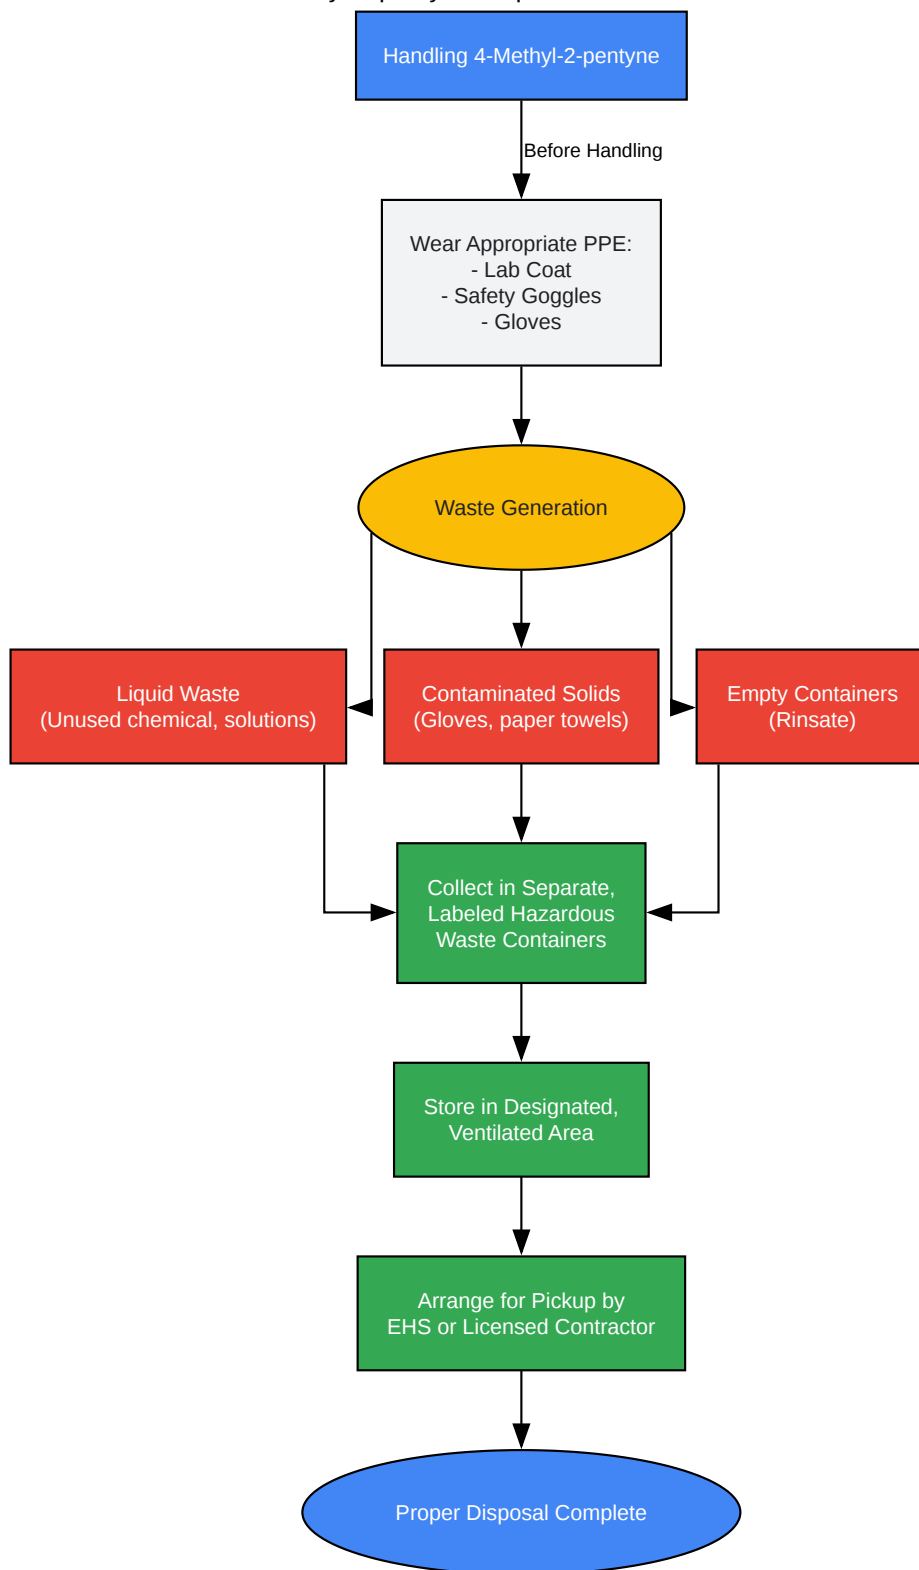 Handling 4-Methyl-2-pentyne
Before Handling
Wear Appropriate PPE:
- Lab Coat
- Safety Goggles
- Gloves
Waste Generation
Liquid Waste
(Unused chemical, solutions)
Contaminated Solids
(Gloves, paper towels)
Empty Containers
(Rinsate)
Collect in Separate,
Labeled Hazardous
Waste Containers
Store in Designated,
Ventilated Area
Arrange for Pickup by
EHS or Licensed Contractor
Proper Disposal Complete